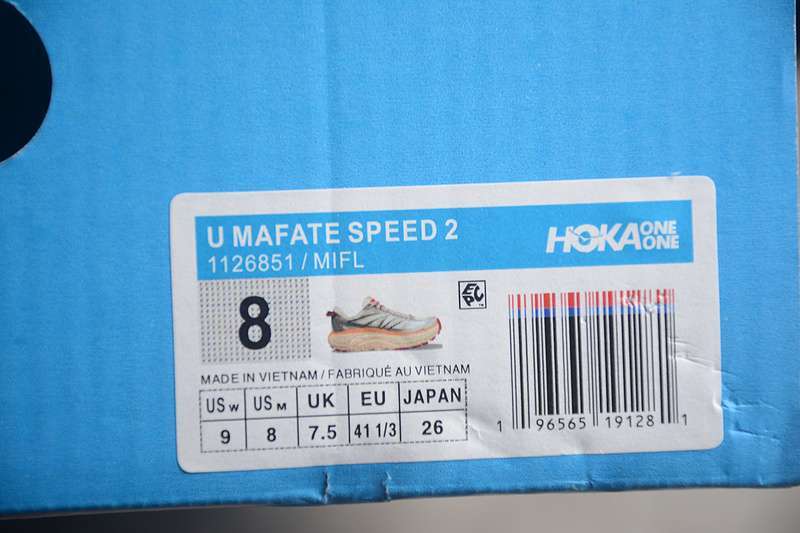 U MAFATE SPEED 2
1126851 / MIFL
HOKA ONE ONE
8
EPC™
MADE IN VIETNAM / FABRIQUÉ AU VIETNAM
US W US M UK EU JAPAN
9 8 7.5 41 1/3 26
1 96565 19128 1